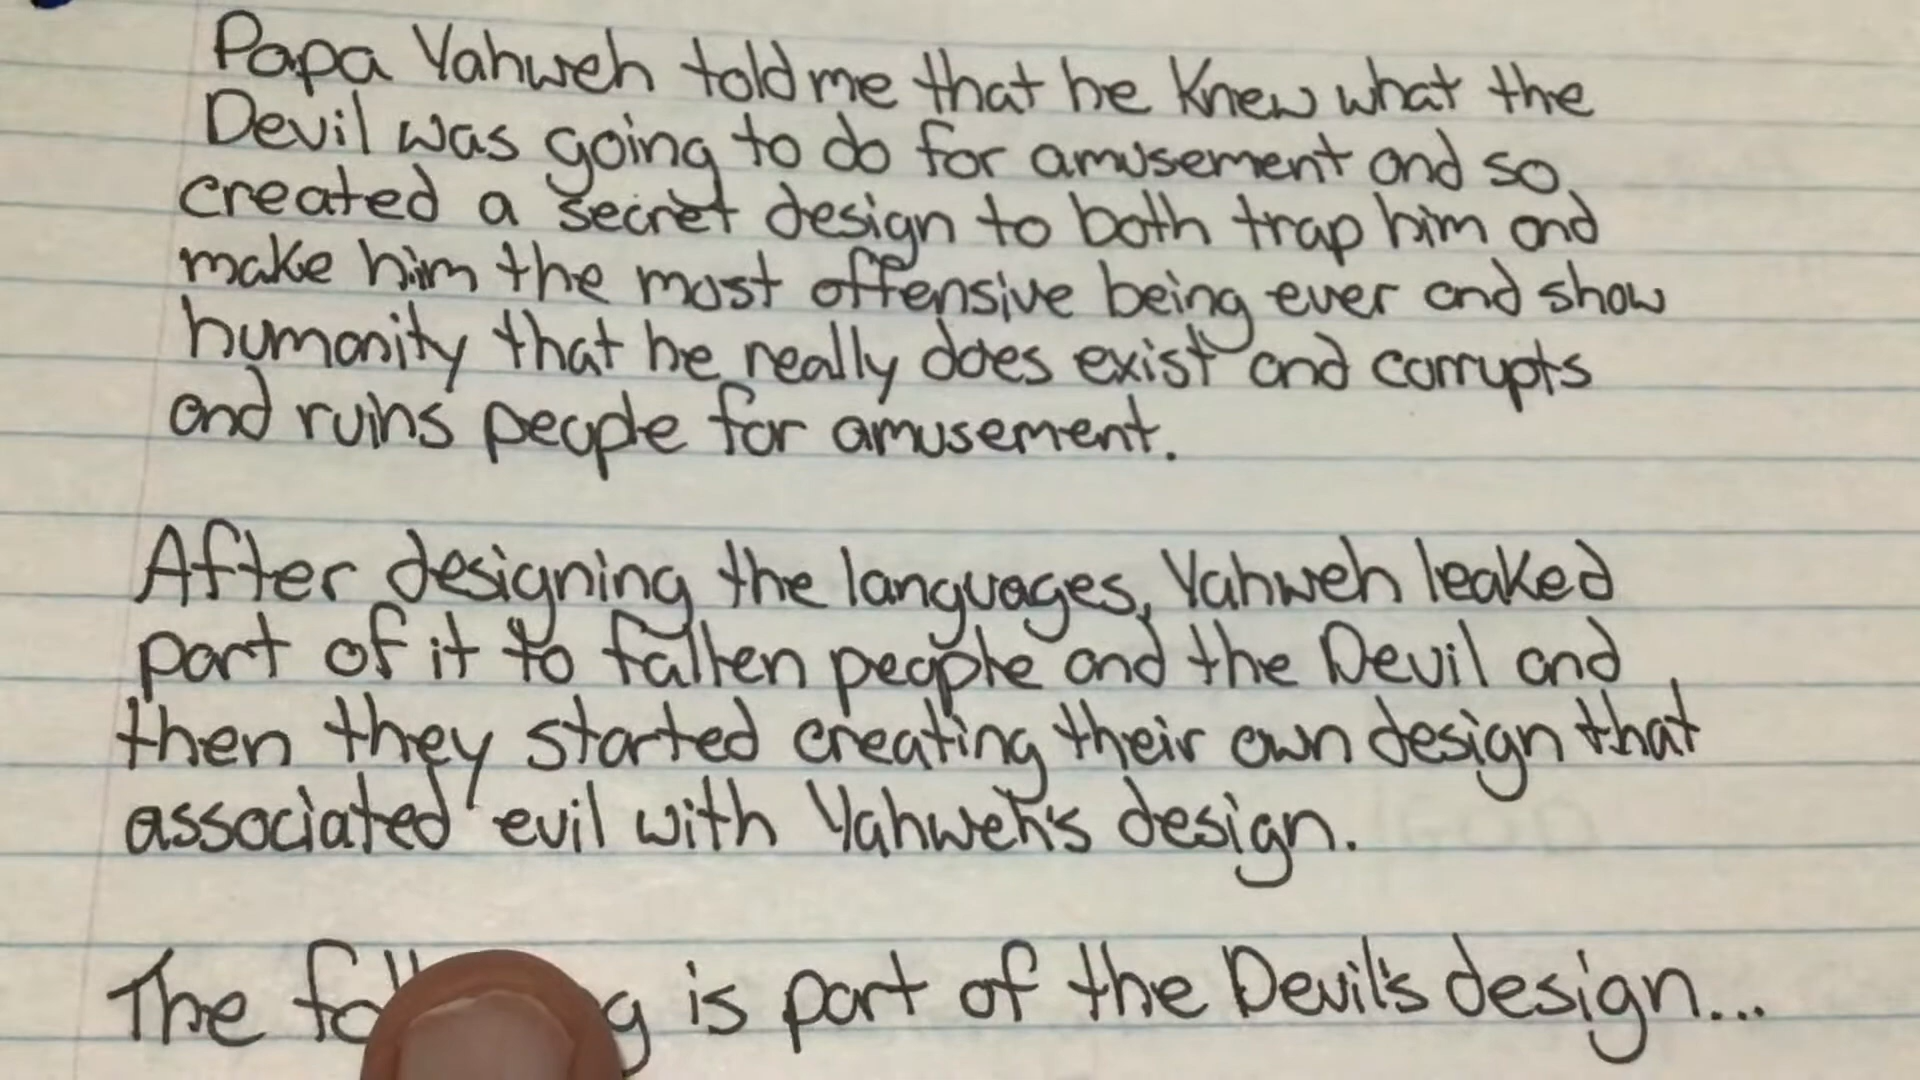 Papa Yahweh told me that he Knew what the
Devil was going to do for amusement and so,
created a secret design to both trap him and
make him the most offensive being ever and show
humanity that he really does exist and corrupts
and ruins people for amusement.
After designing the languages, Yahweh leaked
part of it to fallen people and the Devil and
then they started creating their own design that
associated evil with Yahweh's design.
The is part of the Devil's design...